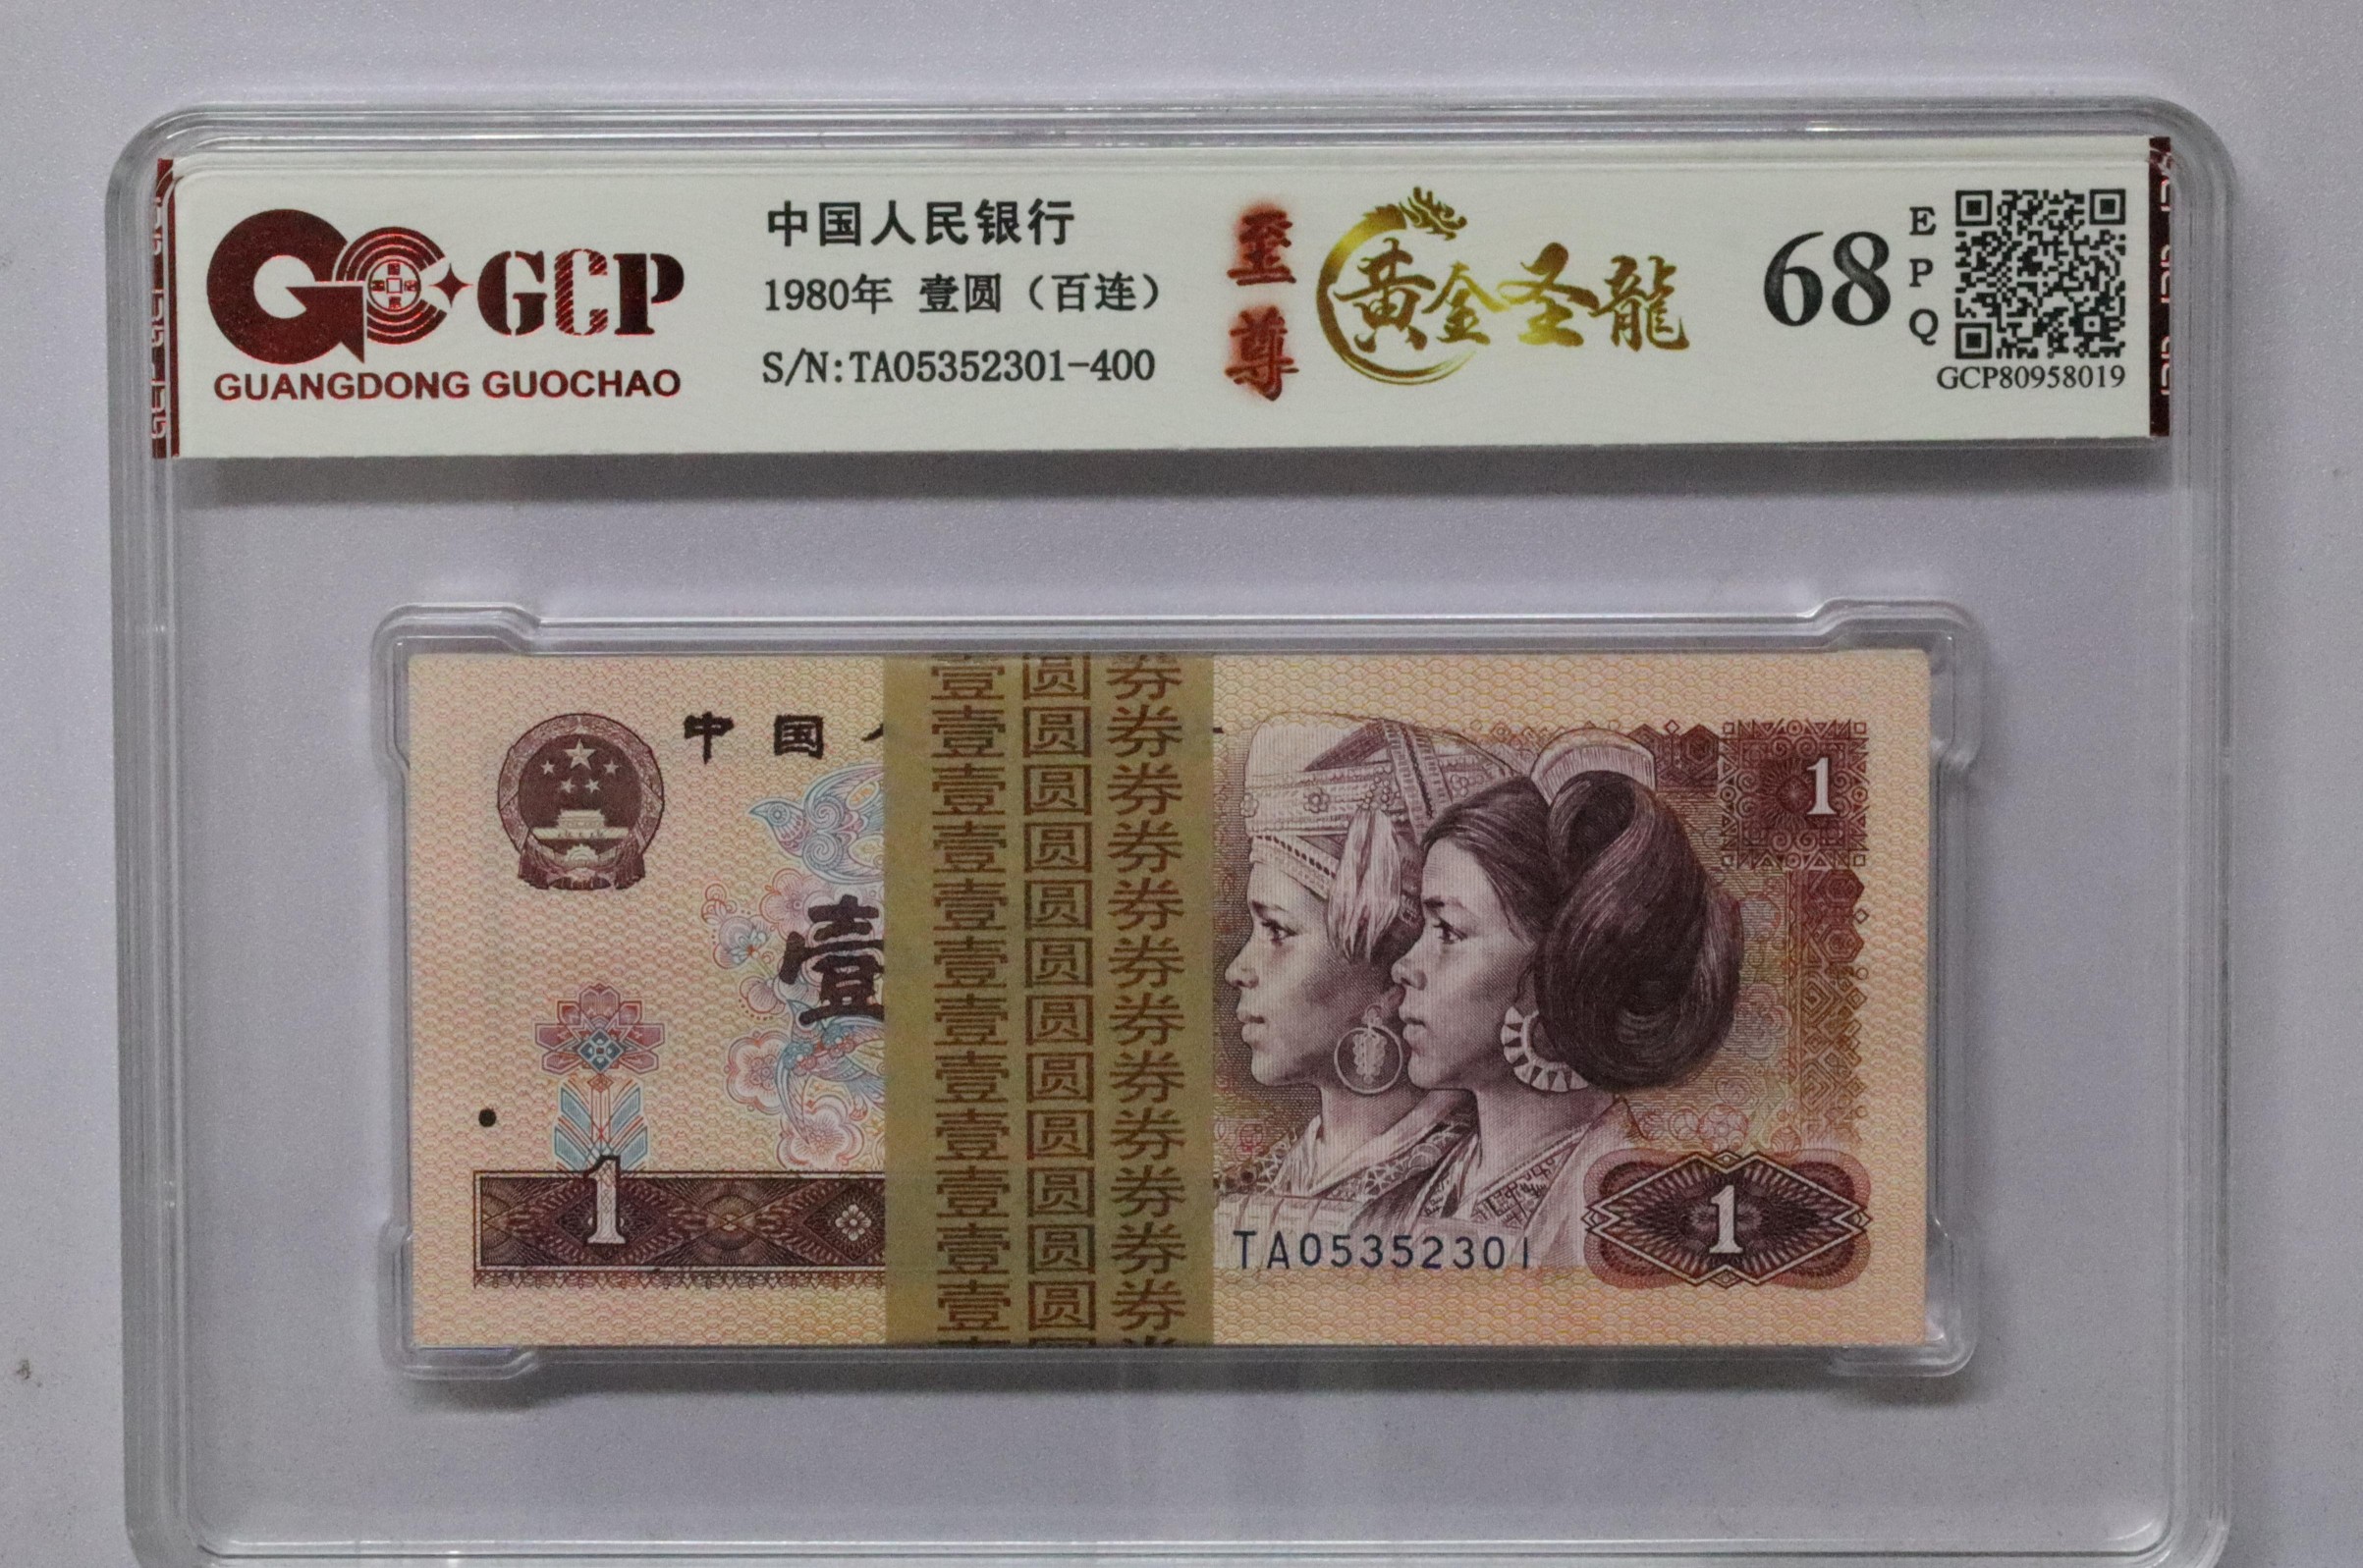 GCP
GUANGDONG GUOCHAO
中国人民银行
1980年 壹圆（百连）
S/N:TA05352301-400
至尊
黄金圣龍
68
EPQ
GCP80958019
中国
壹
1
1
1
TA05352301
壹圆券
壹圆券
壹圆券
壹圆券
壹圆券
壹圆券
壹圆券
壹圆券
壹圆券
壹圆券
壹圆券
壹圆券